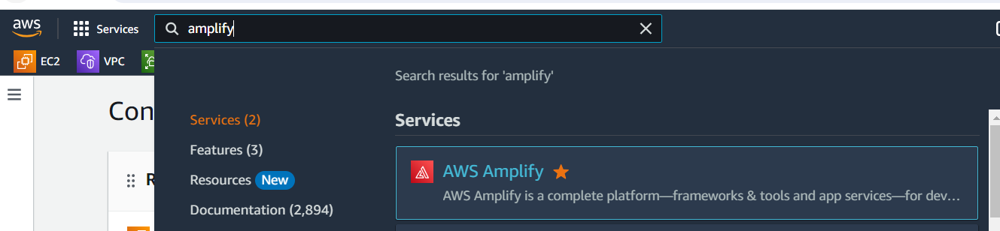 aws
Services
amplify
EC2
VPC
Search results for 'amplify'
Con
Services (2)
Features (3)
Resources New
Documentation (2,894)
Services
AWS Amplify
AWS Amplify is a complete platform—frameworks & tools and app services—for dev…
R